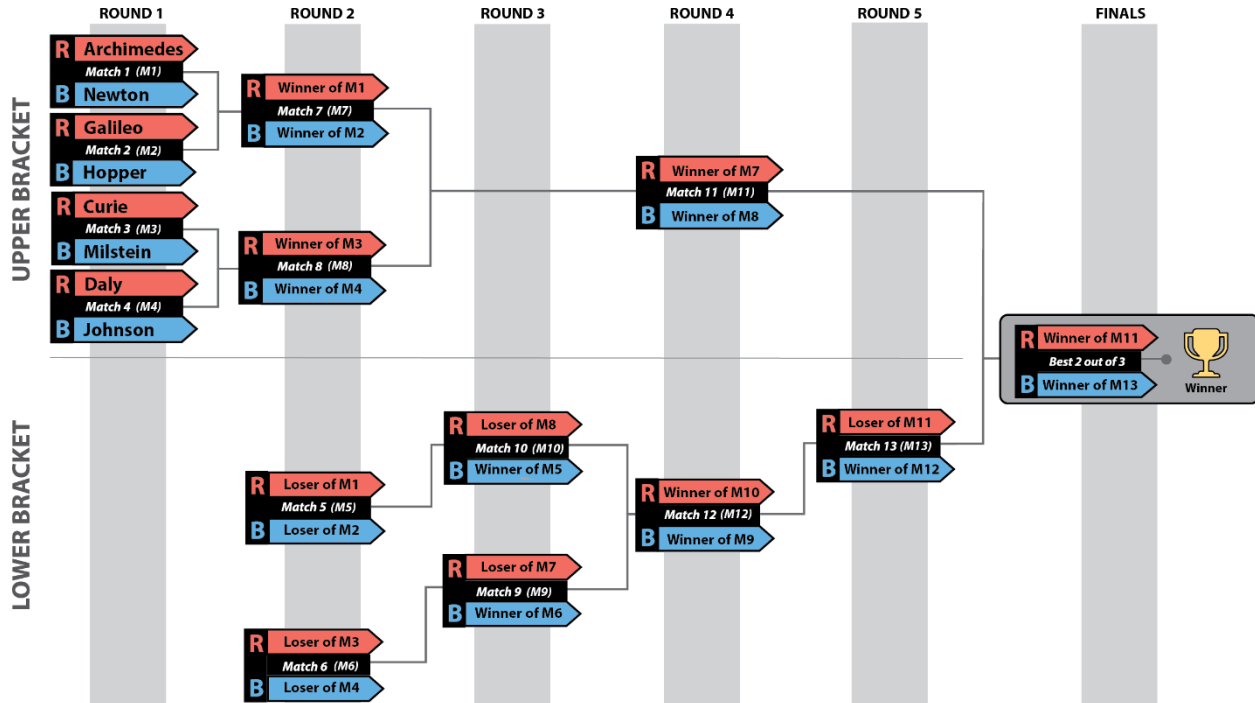 ROUND 1
ROUND 2
ROUND 3
ROUND 4
ROUND 5
FINALS
UPPER BRACKET
R Archimedes
Match 1 (M1)
B Newton
R Galileo
Match 2 (M2)
B Hopper
R Curie
Match 3 (M3)
B Milstein
R Daly
Match 4 (M4)
B Johnson
R Winner of M1
Match 7 (M7)
B Winner of M2
R Winner of M3
Match 8 (M8)
B Winner of M4
R Winner of M7
Match 11 (M11)
B Winner of M8
R Winner of M11
Best 2 out of 3
B Winner of M13
Winner
LOWER BRACKET
R Loser of M1
Match 5 (M5)
B Loser of M2
R Loser of M3
Match 6 (M6)
B Loser of M4
R Loser of M8
Match 10 (M10)
B Winner of M5
R Loser of M7
Match 9 (M9)
B Winner of M6
R Winner of M10
Match 12 (M12)
B Winner of M9
R Loser of M11
Match 13 (M13)
B Winner of M12